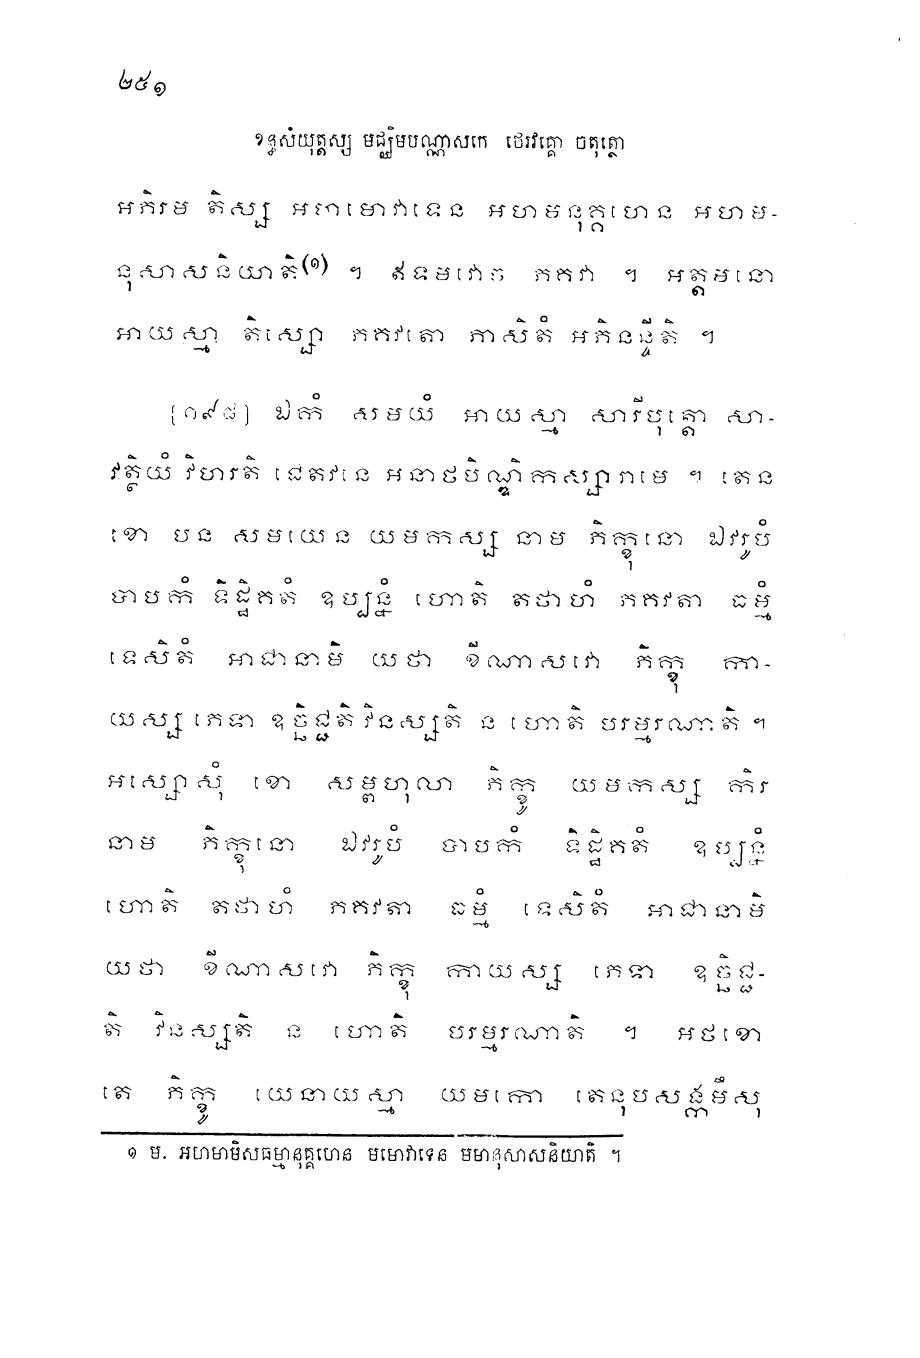 ២៥១
ខន្ធសំយុត្តស្ស មជ្ឈិមបណ្ណាសកេ ថេរវគ្គោ ចតុត្ថោ
អភិរម តិស្ស អហមោវាទេន អហមនុគ្គហេន អហម-
នុសាសនិយាតិ(១) ។ ឥទមវោច ភគវា ។ អត្តមនោ
អាយស្មា តិស្សោ ភគវតោ ភាសិតំ អភិនន្ទីតិ ។
[១៩៨] ឯកំ សមយំ អាយស្មា សារីបុត្តោ សា-
វត្ថិយំ វិហរតិ ជេតវនេ អនាថបិណ្ឌិកស្សារាមេ ។ តេន
ខោ បន សមយេន យមកស្ស នាម ភិក្ខុនោ ឯវរូបំ
បាបកំ ទិដ្ឋិគតំ ឧប្បន្នំ ហោតិ តថាហំ ភគវតា ធម្មំ
ទេសិតំ អាជានាមិ យថា ខីណាសវោ ភិក្ខុ កា-
យស្ស ភេទា ឧច្ឆិជ្ជតិ វិនស្សតិ ន ហោតិ បរម្មរណាតិ ។
អស្សោសុំ ខោ សម្ពហុលា ភិក្ខូ យមកស្ស កិរ
នាម ភិក្ខុនោ ឯវរូបំ បាបកំ ទិដ្ឋិគតំ ឧប្បន្នំ
ហោតិ តថាហំ ភគវតា ធម្មំ ទេសិតំ អាជានាមិ
យថា ខីណាសវោ ភិក្ខុ កាយស្ស ភេទា ឧច្ឆិជ្ជ-
តិ វិនស្សតិ ន ហោតិ បរម្មរណាតិ ។ អថខោ
តេ ភិក្ខូ យេនាយស្មា យមកោ តេនុបសង្កមឹសុ
១ ម. អហមាមិសធម្មានុគ្គហេន មមោវាទេន មមានុសាសនិយាតិ ។